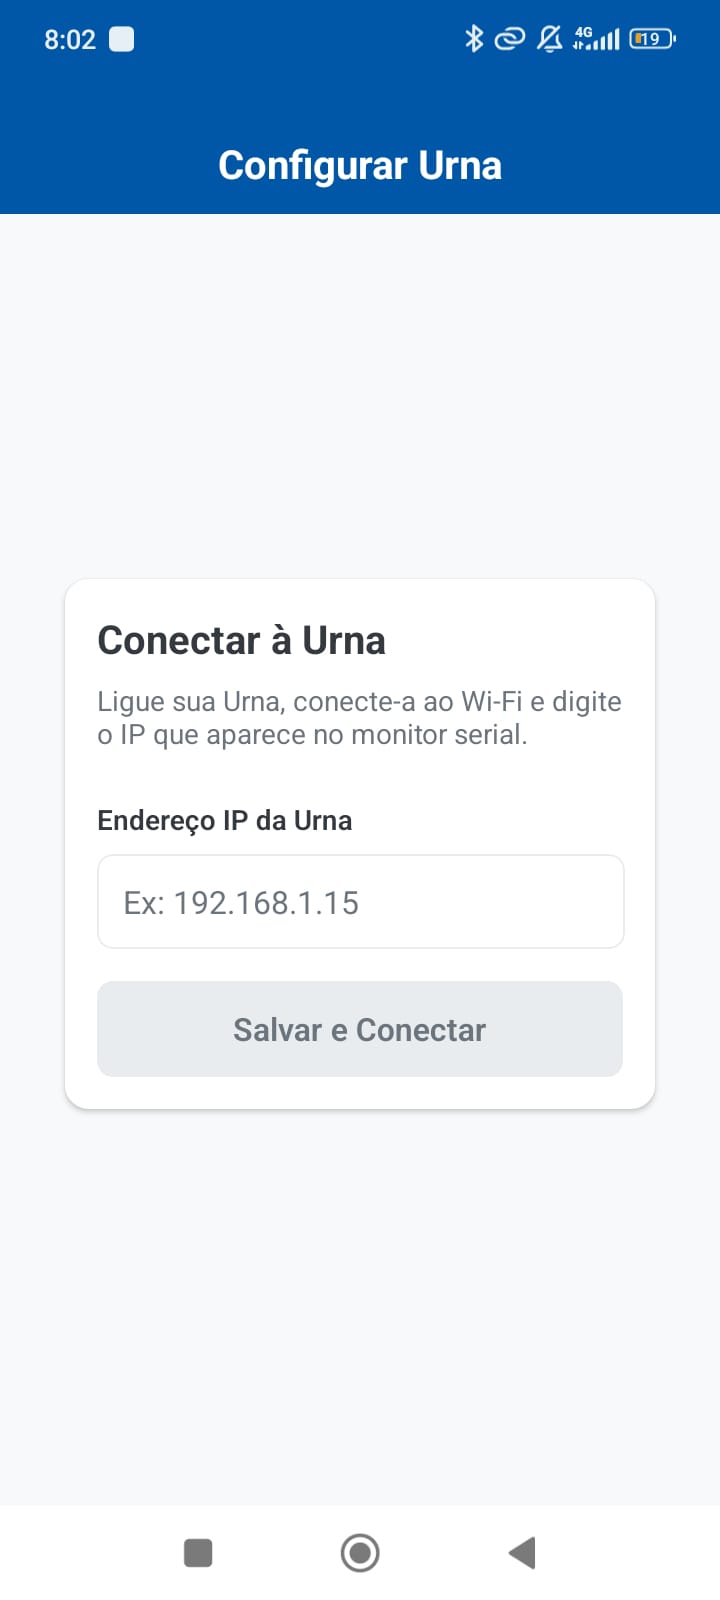 8:02
4G
19
Configurar Urna
Conectar à Urna
Ligue sua Urna, conecte-a ao Wi-Fi e digite
o IP que aparece no monitor serial.
Endereço IP da Urna
Ex: 192.168.1.15
Salvar e Conectar